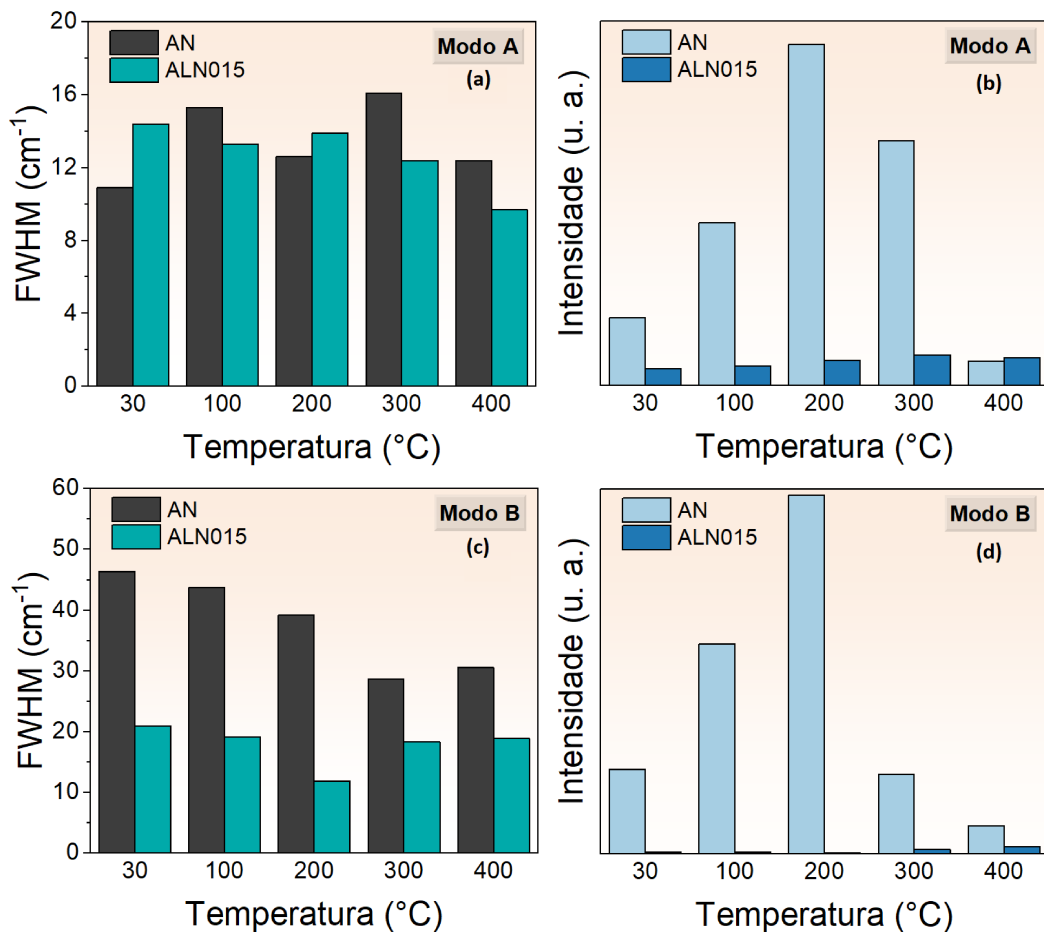 AN
ALN015
Modo A
(a)
FWHM (cm⁻¹)
20
16
12
8
4
0
30 100 200 300 400
Temperatura (°C)
AN
ALN015
Modo A
(b)
Intensidade (u. a.)
30 100 200 300 400
Temperatura (°C)
AN
ALN015
Modo B
(c)
FWHM (cm⁻¹)
60
50
40
30
20
10
0
30 100 200 300 400
Temperatura (°C)
AN
ALN015
Modo B
(d)
Intensidade (u. a.)
30 100 200 300 400
Temperatura (°C)